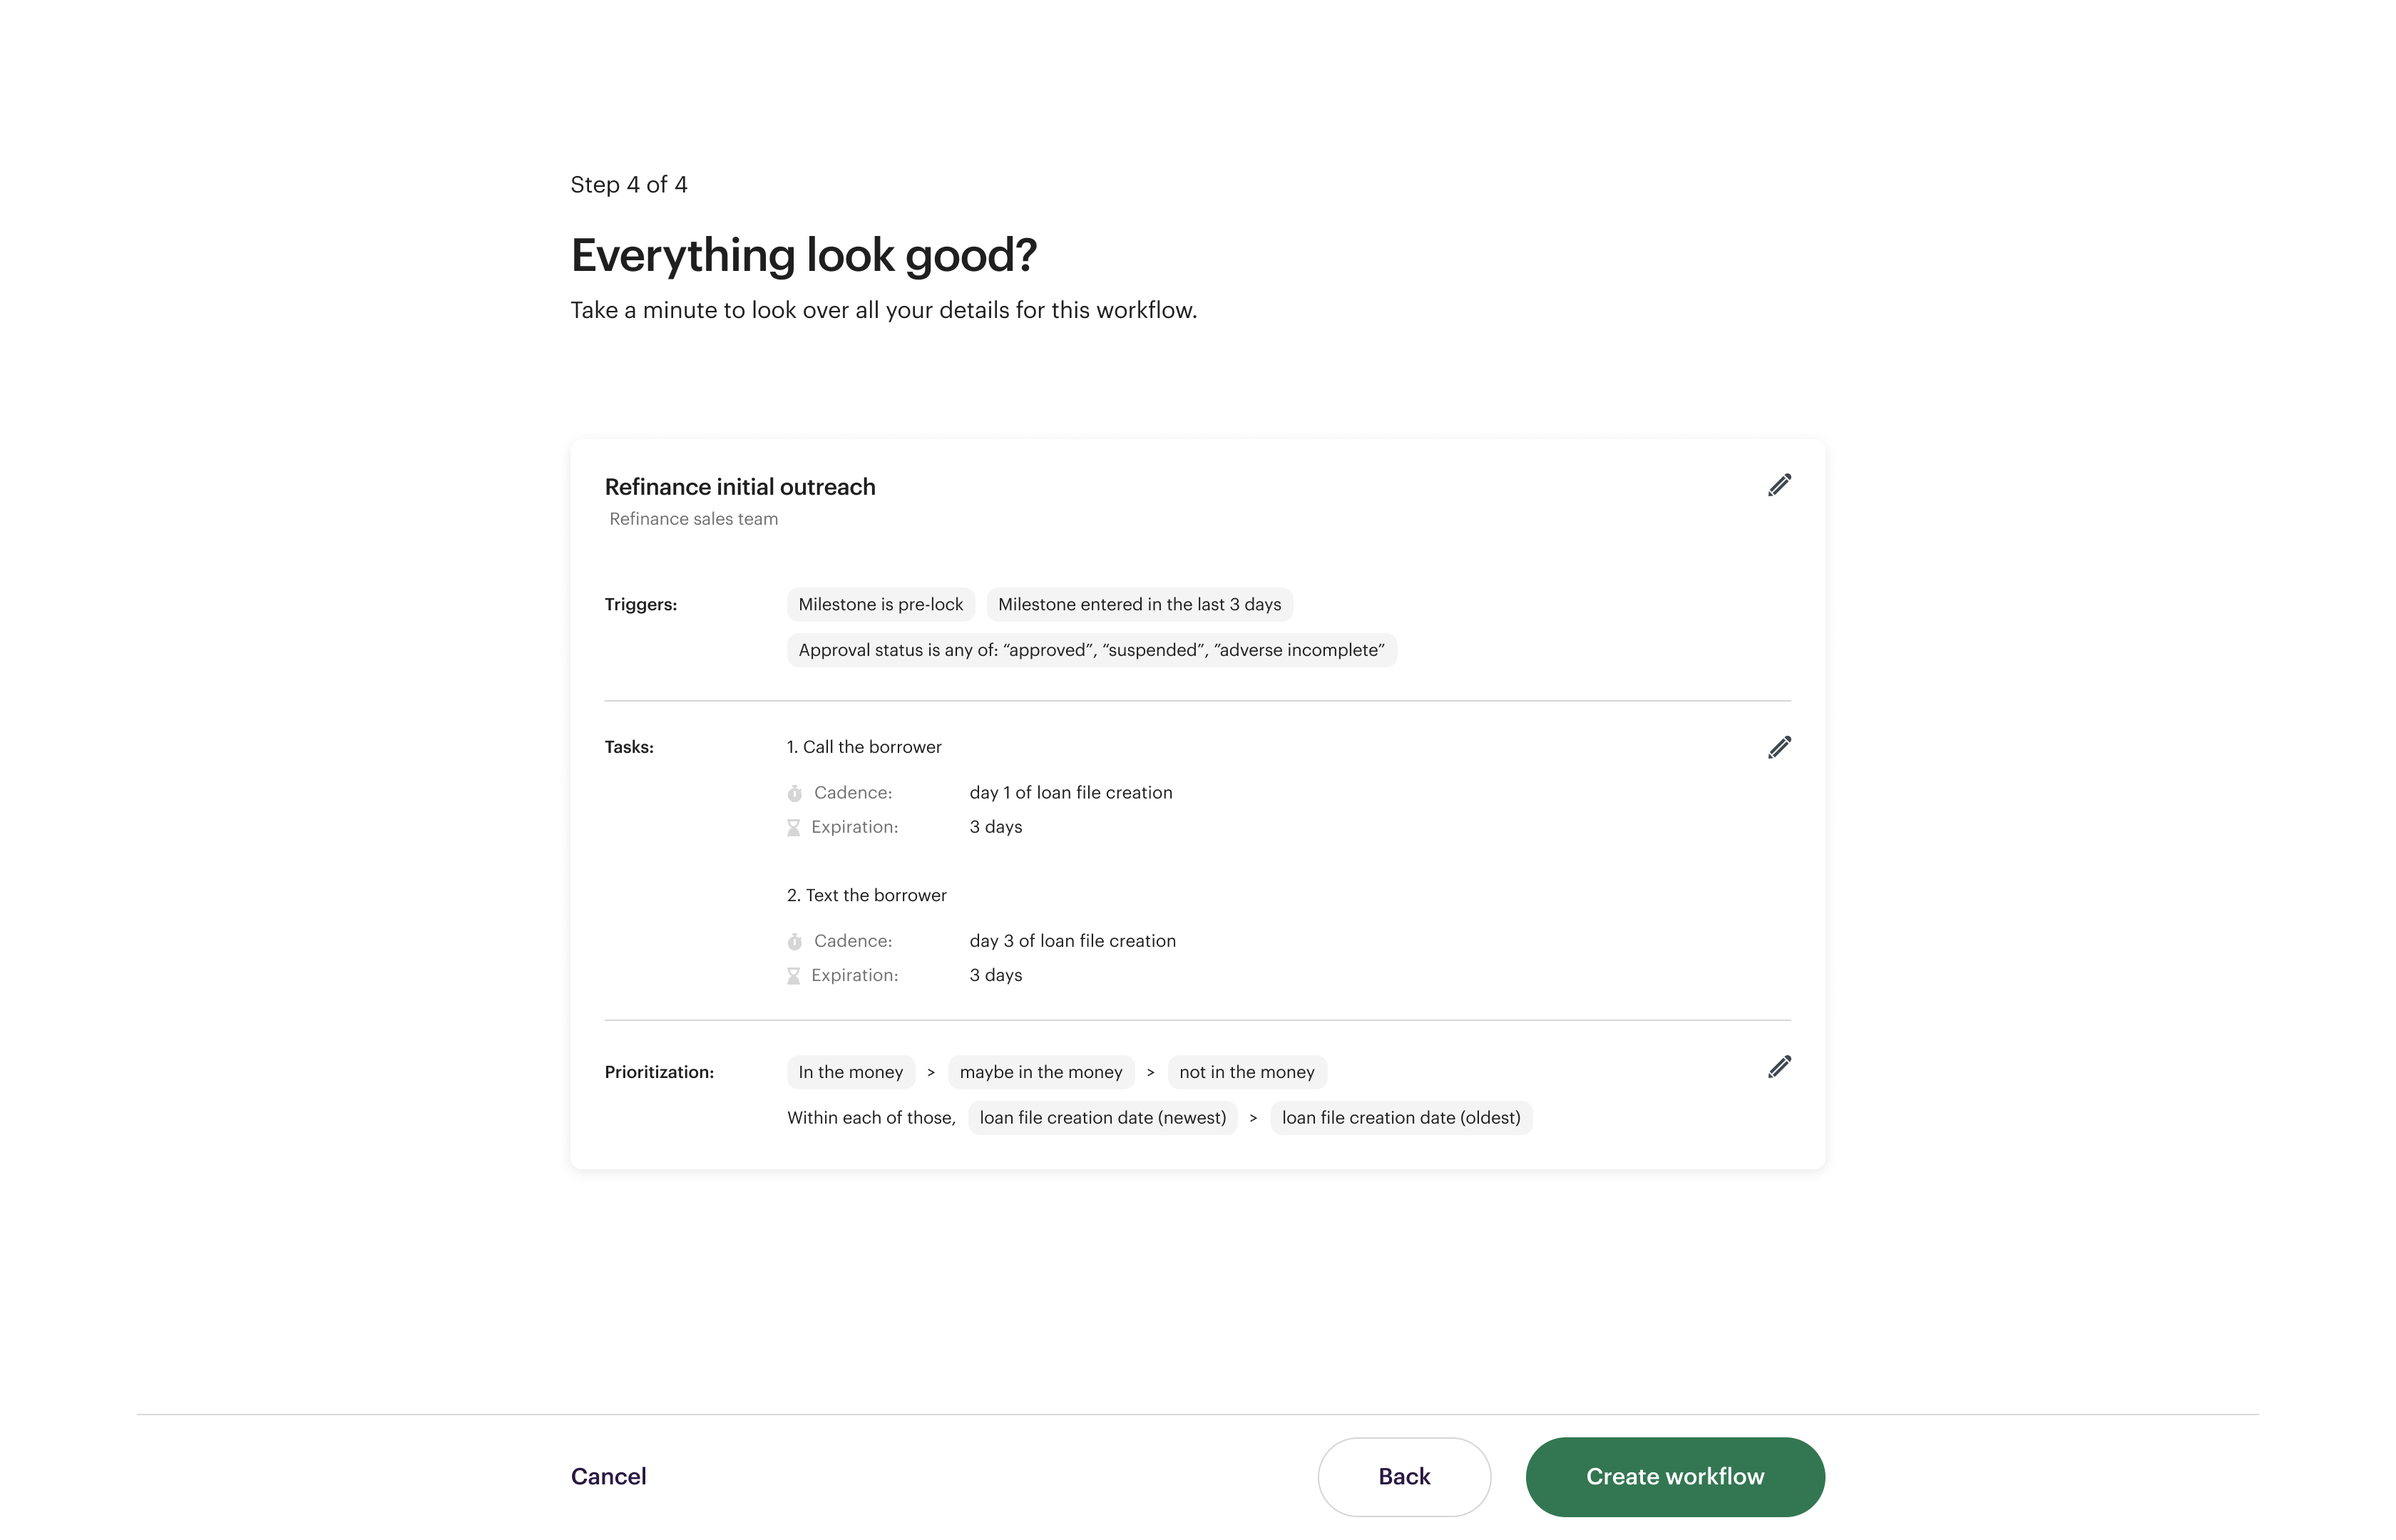 Step 4 of 4
Everything look good?
Take a minute to look over all your details for this workflow.
Refinance initial outreach
Refinance sales team
Triggers: Milestone is pre-lock Milestone entered in the last 3 days
Approval status is any of: “approved”, “suspended”, ”adverse incomplete”
Tasks: 1. Call the borrower
Cadence: day 1 of loan file creation
Expiration: 3 days
2. Text the borrower
Cadence: day 3 of loan file creation
Expiration: 3 days
Prioritization: In the money > maybe in the money > not in the money
Within each of those, loan file creation date (newest) > loan file creation date (oldest)
Cancel Back Create workflow